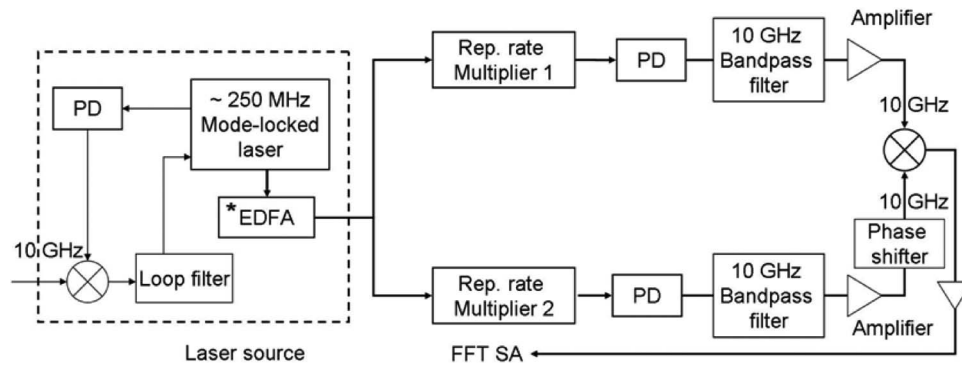 PD
~ 250 MHz
Mode-locked
laser
*EDFA
10 GHz
Loop filter
Laser source
Rep. rate
Multiplier 1
PD
10 GHz
Bandpass
filter
Amplifier
10 GHz
10 GHz
Phase
shifter
Rep. rate
Multiplier 2
PD
10 GHz
Bandpass
filter
Amplifier
FFT SA